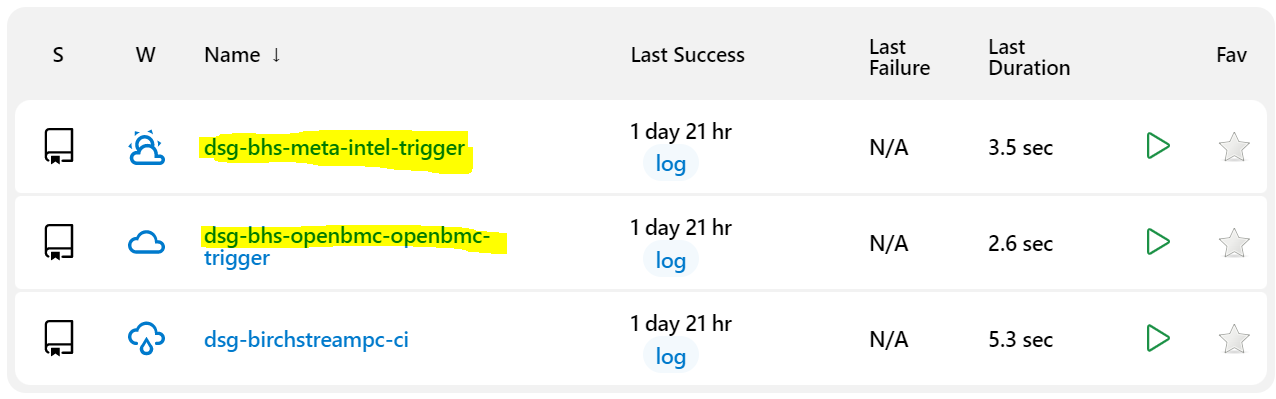 S W Name ↓ Last Success Last Failure Last Duration Fav
dsg-bhs-meta-intel-trigger 1 day 21 hr log N/A 3.5 sec
dsg-bhs-openbmc-openbmc-
trigger 1 day 21 hr log N/A 2.6 sec
dsg-birchstreampc-ci 1 day 21 hr log N/A 5.3 sec